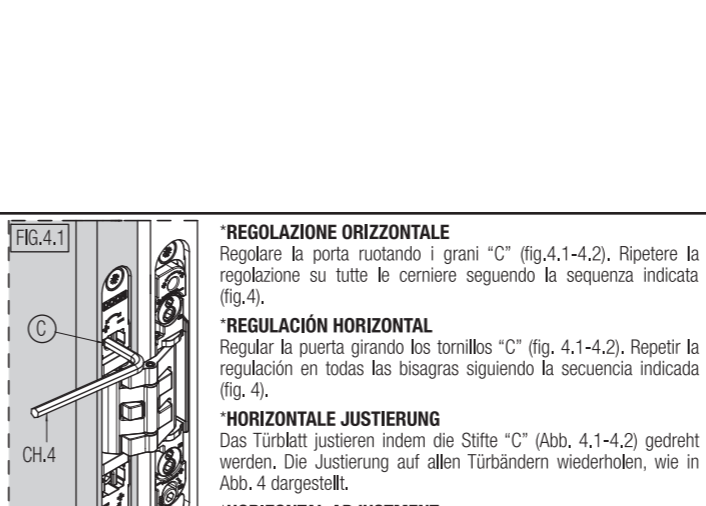 FIG.4.1
C
CH.4
*REGOLAZIONE ORIZZONTALE
Regolare la porta ruotando i grani “C” (fig.4.1-4.2). Ripetere la
regolazione su tutte le cerniere seguendo la sequenza indicata
(fig.4).
*REGULACIÓN HORIZONTAL
Regular la puerta girando los tornillos “C” (fig. 4.1-4.2). Repetir la
regulación en todas las bisagras siguiendo la secuencia indicada
(fig. 4).
*HORIZONTALE JUSTIERUNG
Das Türblatt justieren indem die Stifte “C” (Abb. 4.1-4.2) gedreht
werden. Die Justierung auf allen Türbändern wiederholen, wie in
Abb. 4 dargestellt.
*HORIZONTAL ADJUSTMENT